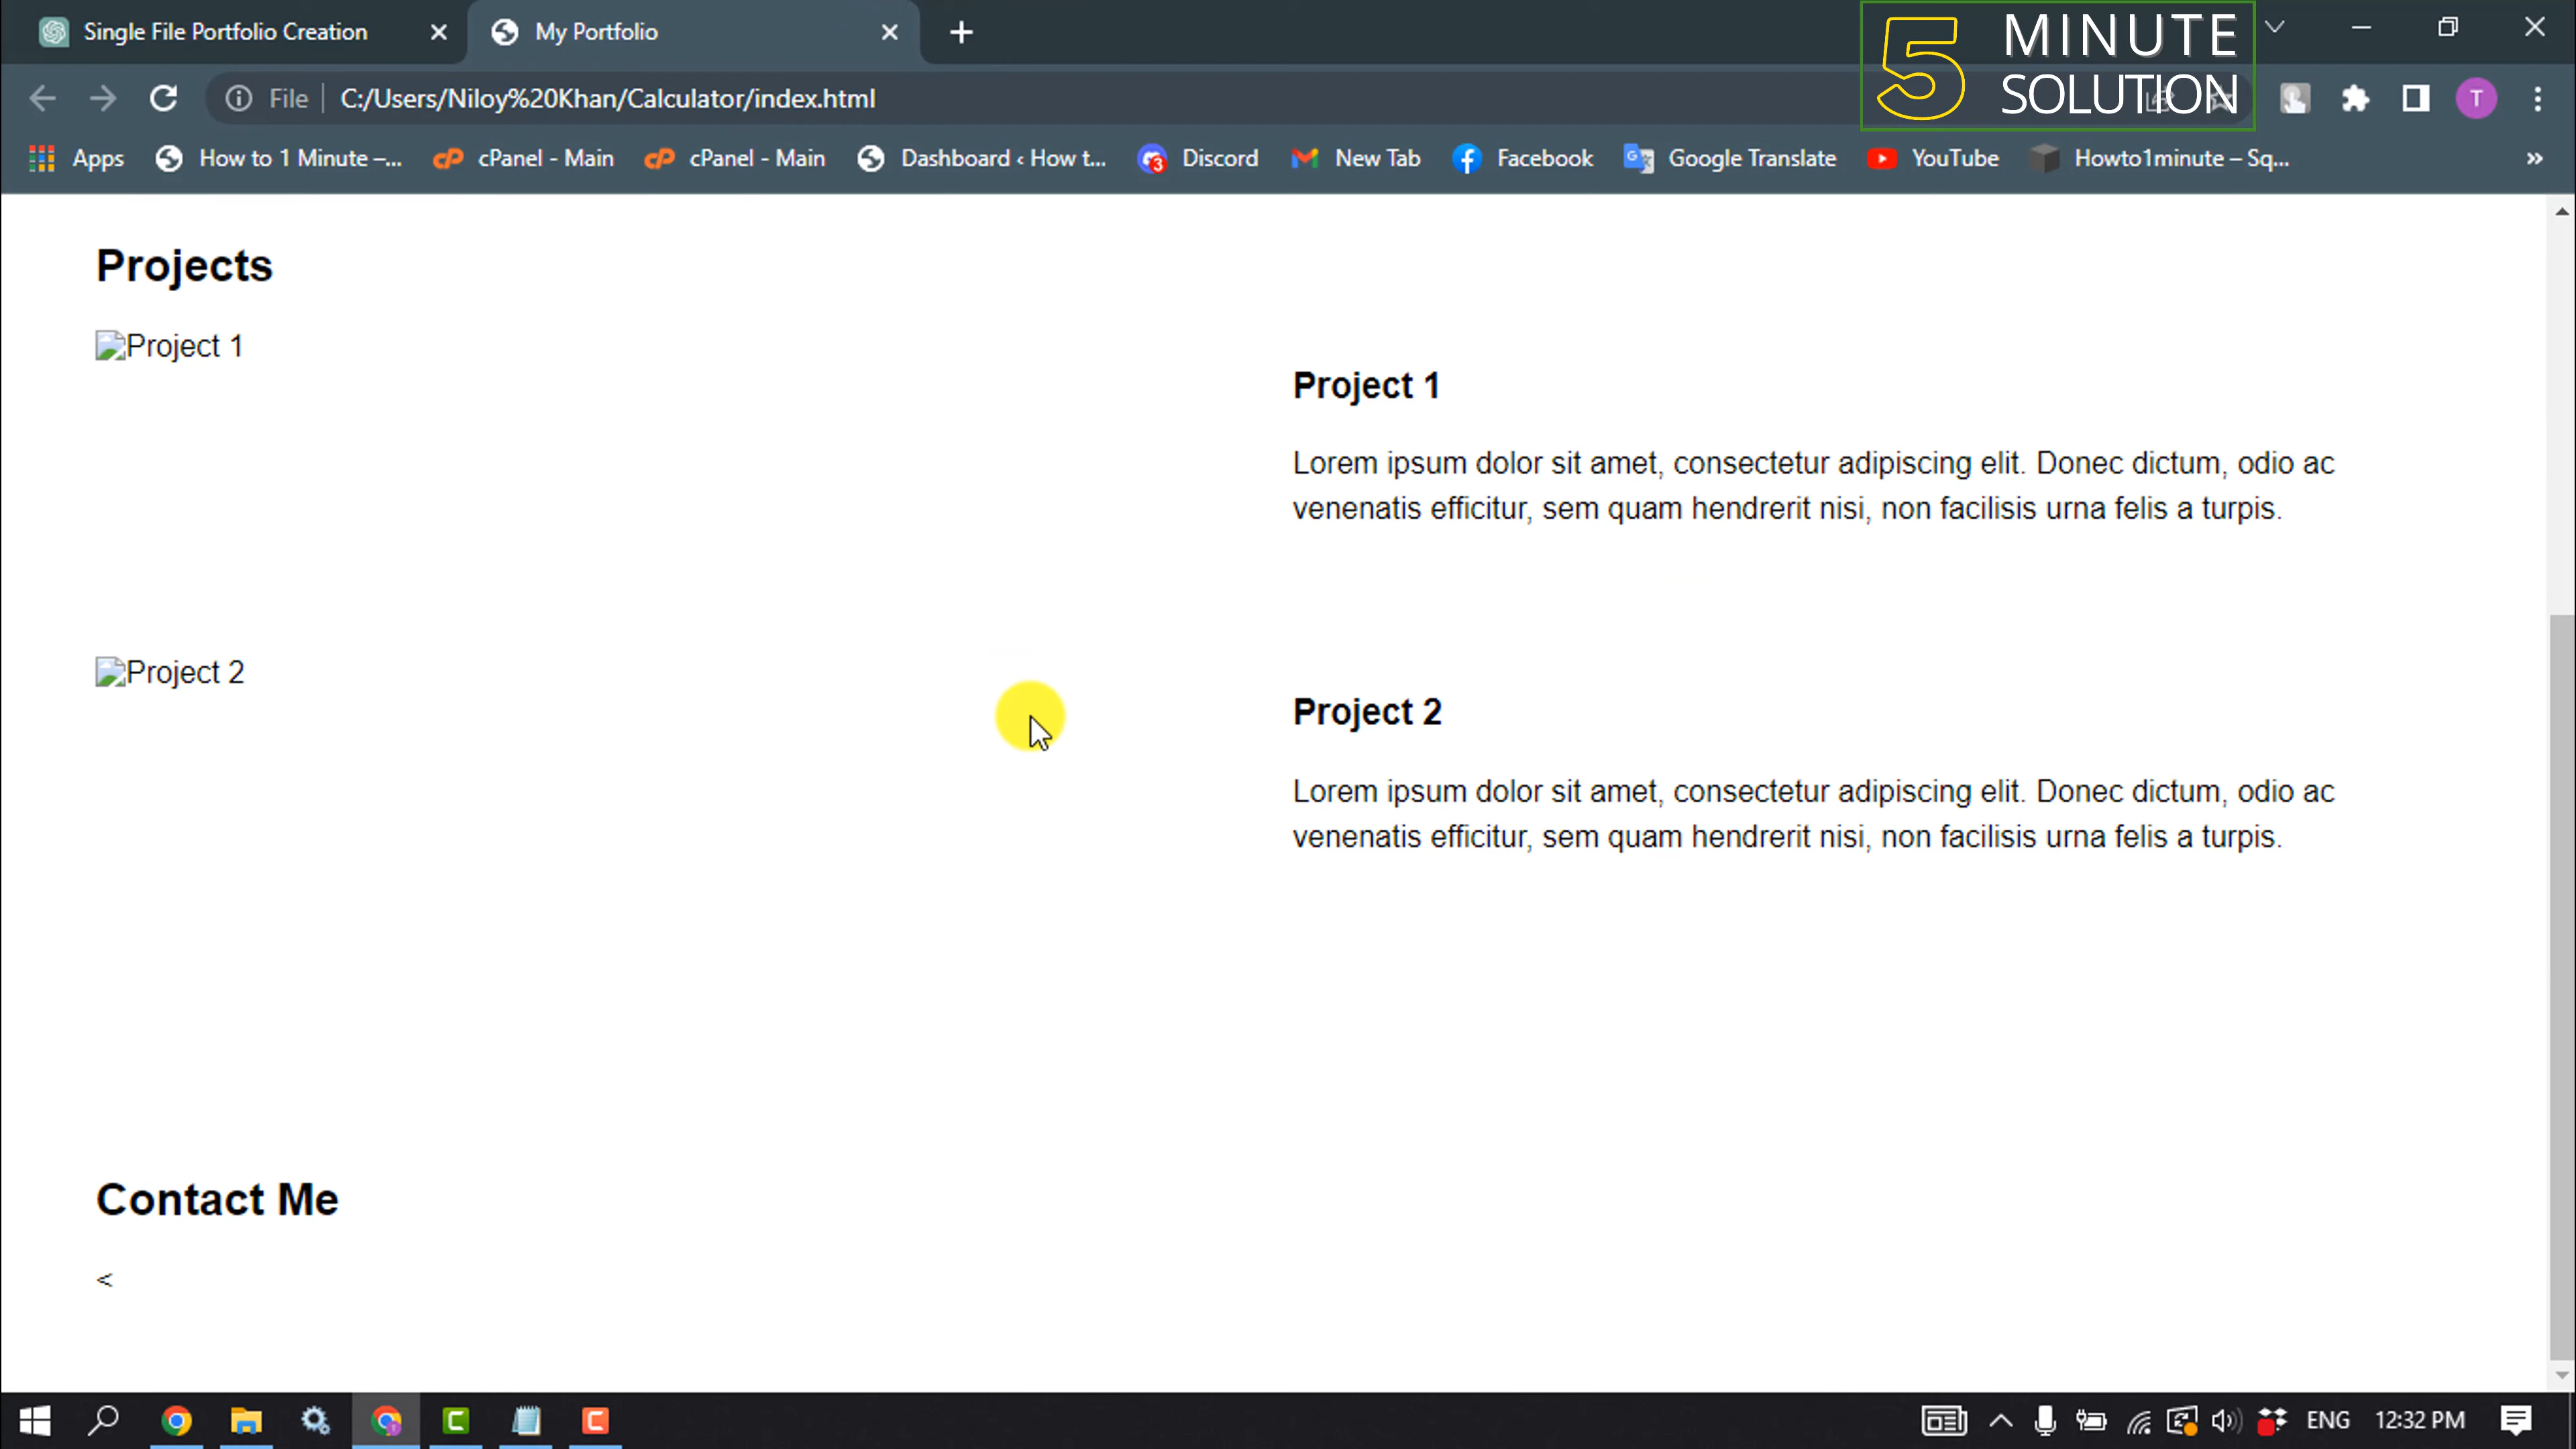 Single File Portfolio Creation
My Portfolio
5 MINUTE
SOLUTION
File
C:/Users/Niloy%20Khan/Calculator/index.html
T
Apps
How to 1 Minute –...
cPanel - Main
cPanel - Main
Dashboard ‹ How t...
3
Discord
New Tab
Facebook
Google Translate
YouTube
Howto1minute – Sq...
»
Projects
Project 1
Project 1
Lorem ipsum dolor sit amet, consectetur adipiscing elit. Donec dictum, odio ac
venenatis efficitur, sem quam hendrerit nisi, non facilisis urna felis a turpis.
Project 2
Project 2
Lorem ipsum dolor sit amet, consectetur adipiscing elit. Donec dictum, odio ac
venenatis efficitur, sem quam hendrerit nisi, non facilisis urna felis a turpis.
Contact Me
<
ENG
12:32 PM